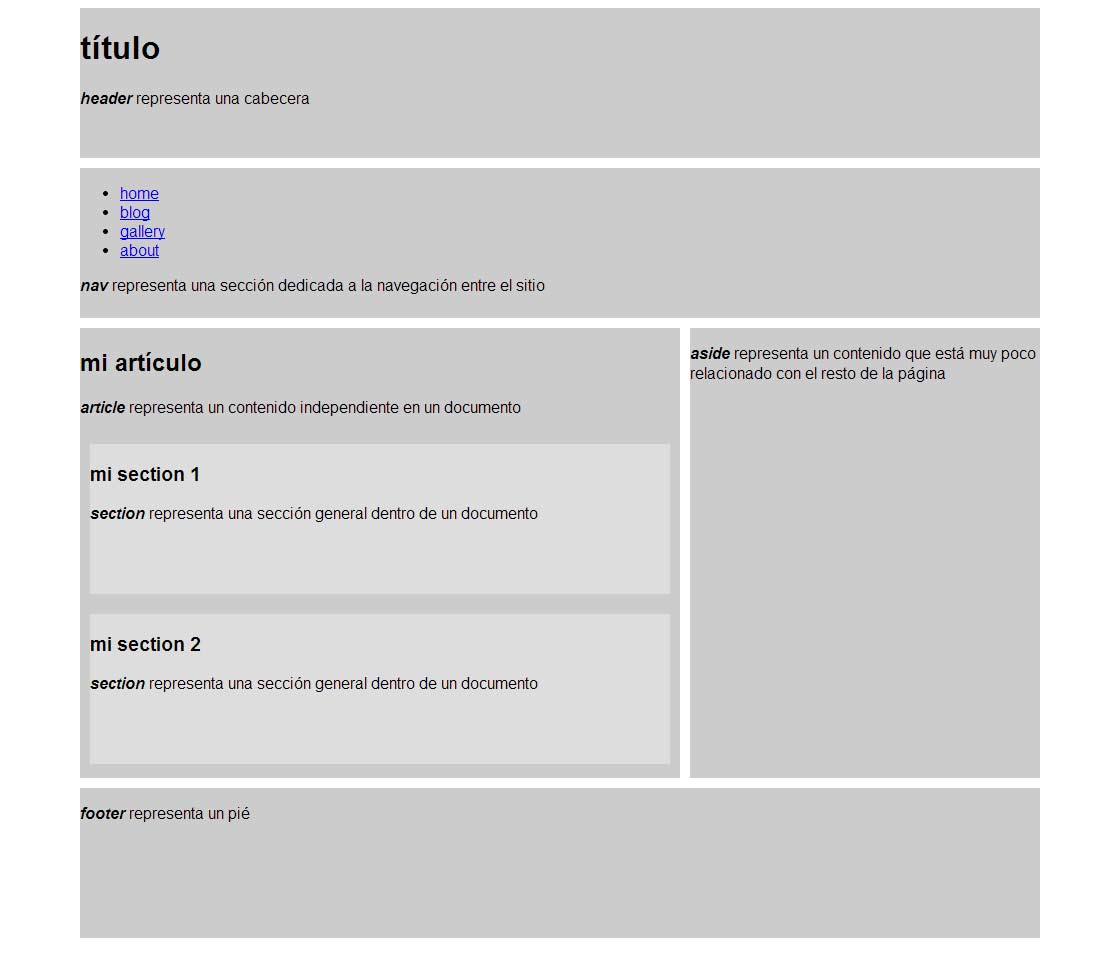 título
header representa una cabecera
home
blog
gallery
about
nav representa una sección dedicada a la navegación entre el sitio
mi artículo
article representa un contenido independiente en un documento
mi section 1
section representa una sección general dentro de un documento
mi section 2
section representa una sección general dentro de un documento
aside representa un contenido que está muy poco
relacionado con el resto de la página
footer representa un pié